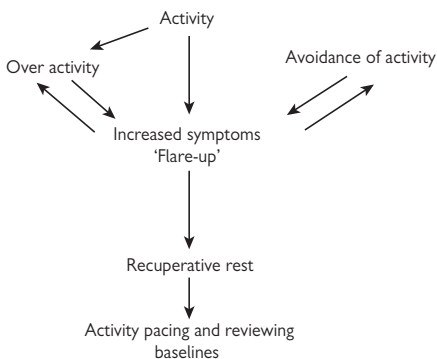 Activity
Avoidance of activity
Over activity
Increased symptoms
‘Flare-up’
Recuperative rest
Activity pacing and reviewing
baselines